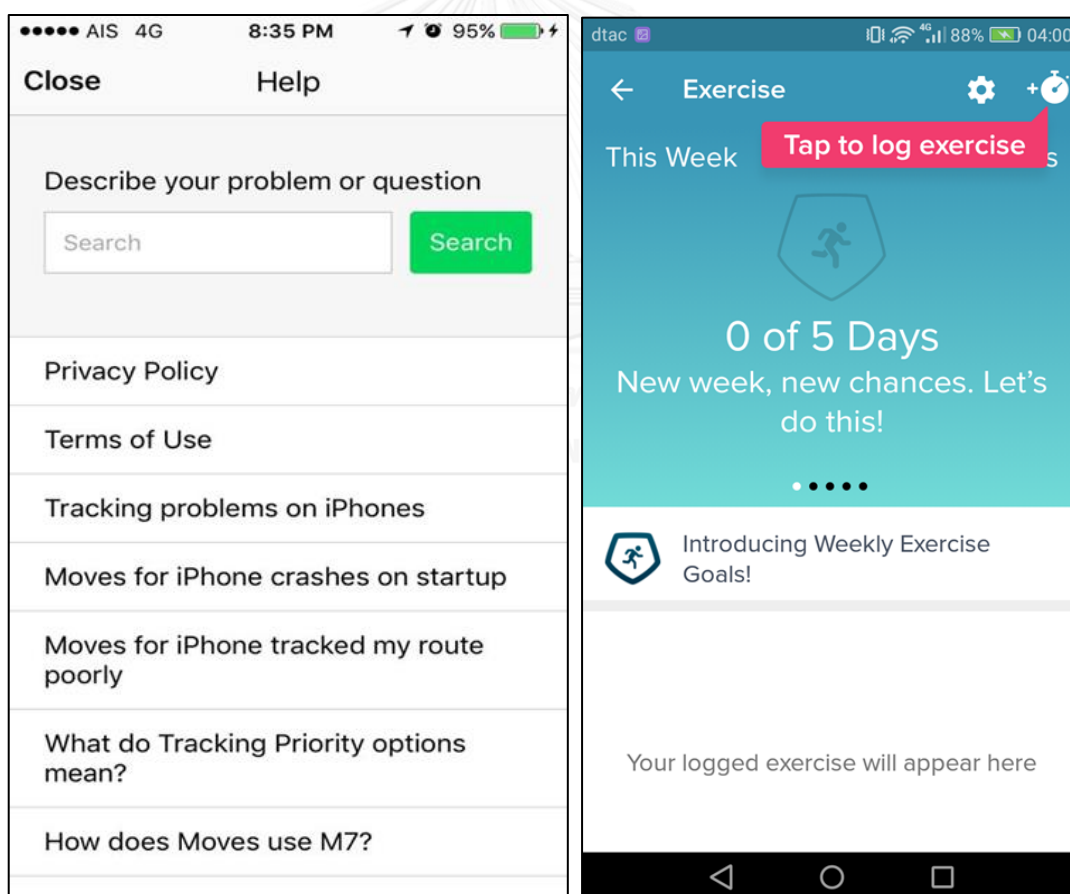 AIS 4G 8:35 PM 95%
Close Help
Describe your problem or question
Search Search
Privacy Policy
Terms of Use
Tracking problems on iPhones
Moves for iPhone crashes on startup
Moves for iPhone tracked my route
poorly
What do Tracking Priority options
mean?
How does Moves use M7?
dtac 4G 88% 04:00
Exercise +
Tap to log exercise
This Week s
0 of 5 Days
New week, new chances. Let's
do this!
Introducing Weekly Exercise
Goals!
Your logged exercise will appear here